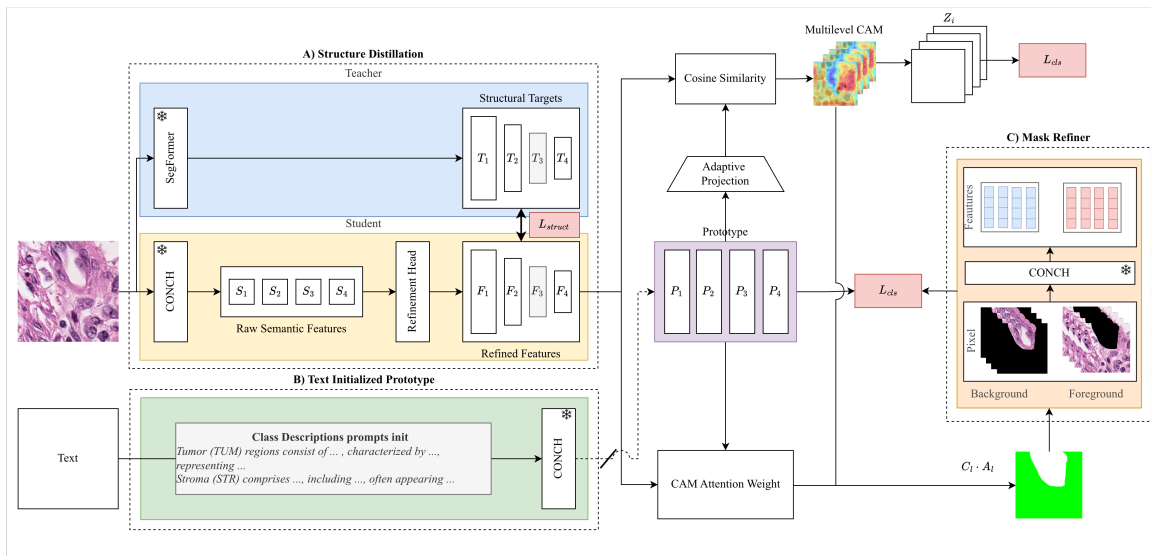 A) Structure Distillation
Teacher
SegFormer
Structural Targets
T1
T2
T3
T4
Lstruct
Student
CONCH
S1
S2
S3
S4
Raw Semantic Features
Refinement Head
F1
F2
F3
F4
Refined Features
B) Text Initialized Prototype
Text
Class Descriptions prompts init
Tumor (TUM) regions consist of ... , characterized by ...,
representing ...
Stroma (STR) comprises ..., including ..., often appearing ...
CONCH
Cosine Similarity
Multilevel CAM
Zi
Lcls
Adaptive
Projection
Prototype
P1
P2
P3
P4
Lcls
CAM Attention Weight
Cl · Al
C) Mask Refiner
Feautures
CONCH
Pixel
Background
Foreground